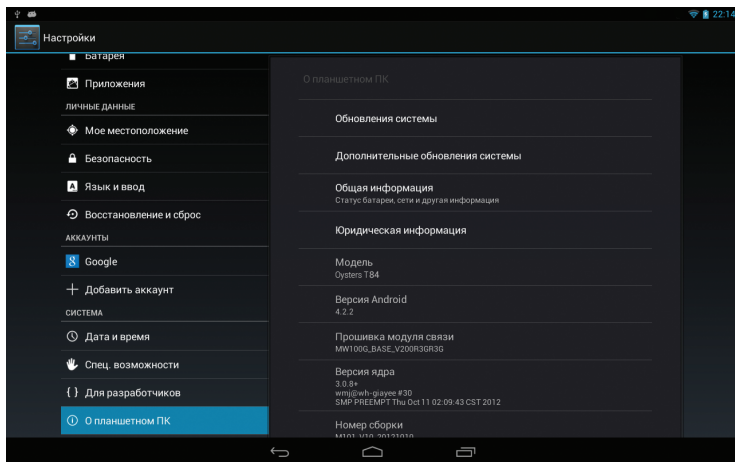 22:14
Настройки
Батарея
Приложения
ЛИЧНЫЕ ДАННЫЕ
Мое местоположение
Безопасность
Язык и ввод
Восстановление и сброс
АККАУНТЫ
Google
Добавить аккаунт
СИСТЕМА
Дата и время
Спец. возможности
Для разработчиков
О планшетном ПК
О планшетном ПК
Обновления системы
Дополнительные обновления системы
Общая информация
Статус батареи, сети и другая информация
Юридическая информация
Модель
Oysters T84
Версия Android
4.2.2
Прошивка модуля связи
MW100G_BASE_V200R3GR3G
Версия ядра
3.0.8+
wmj@wh-giayee #30
SMP PREEMPT Thu Oct 11 02:09:43 CST 2012
Номер сборки
M101_V10_20121019